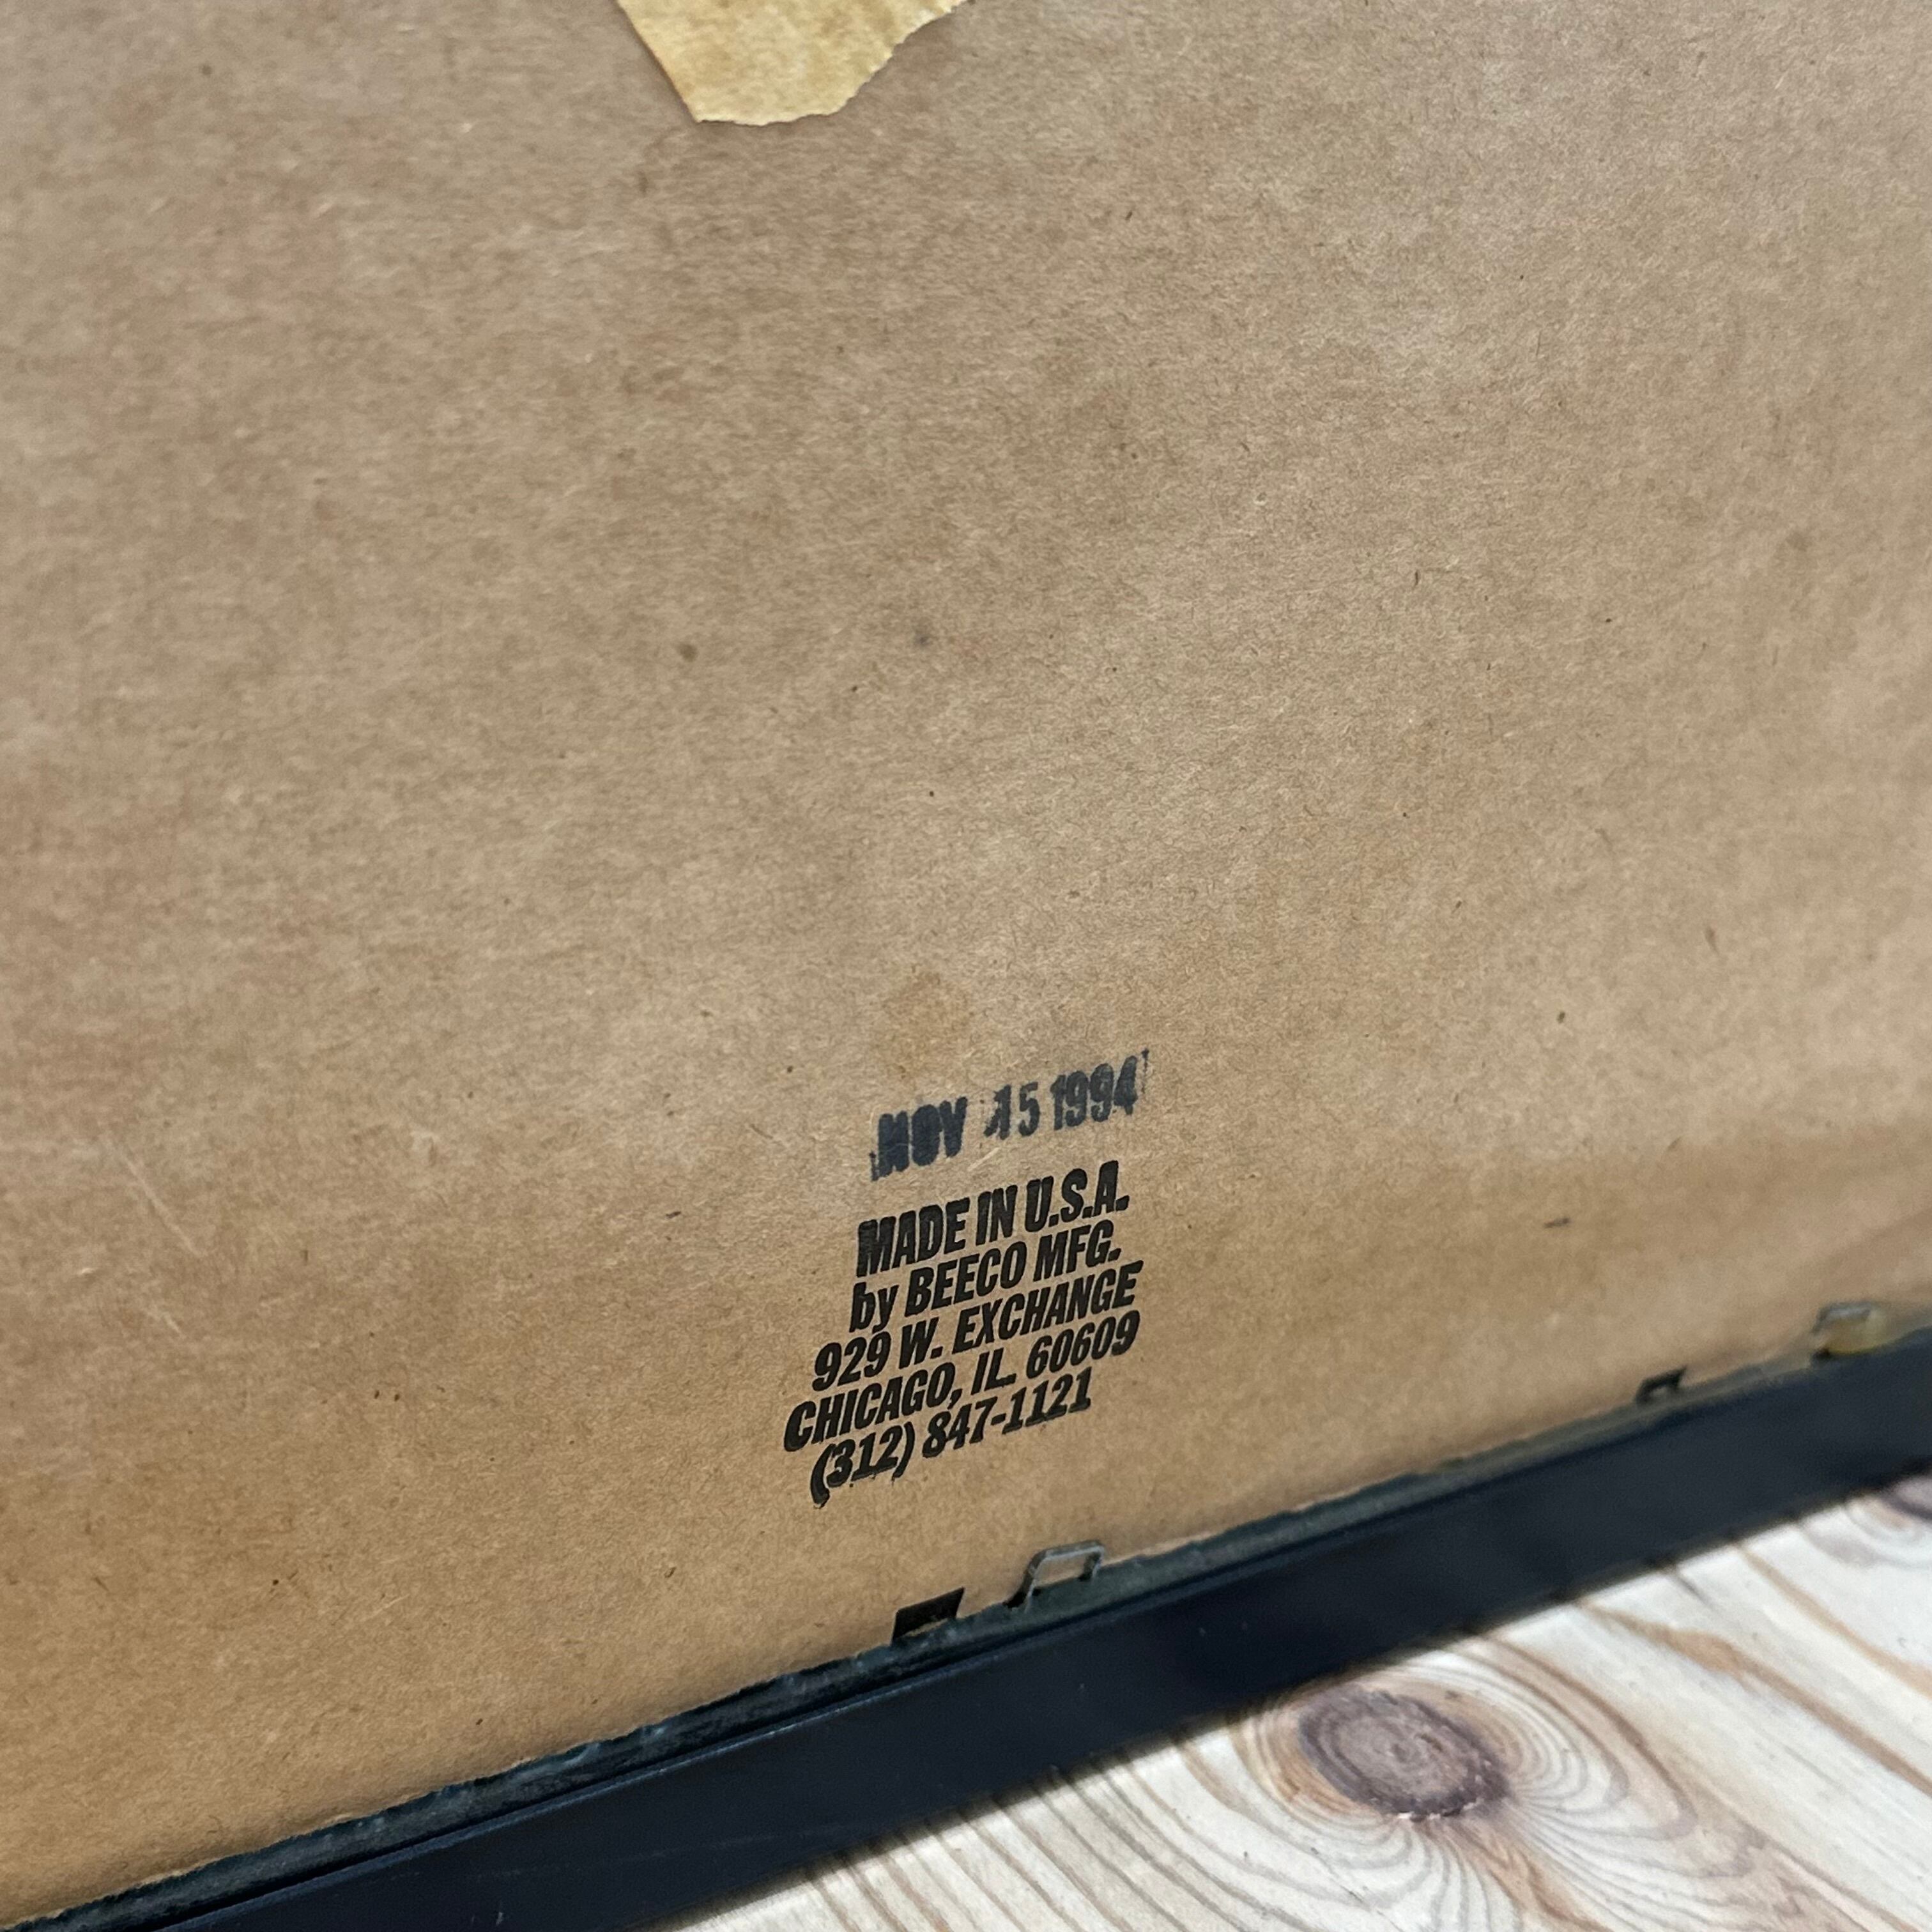 NOV 15 1994
MADE IN U.S.A.
by BEECO MFG.
929 W. EXCHANGE
CHICAGO, IL. 60609
(312) 847-1121